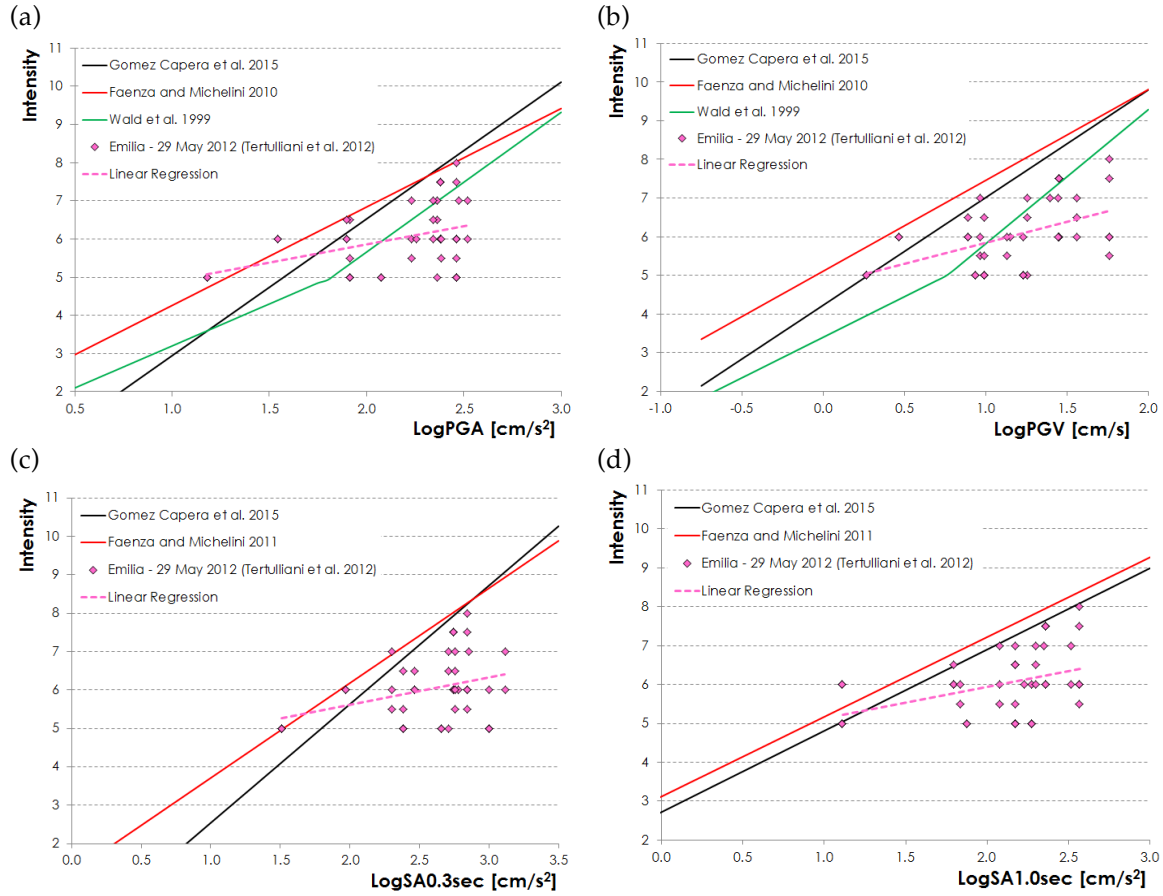 (a)
Intensity
11
10
9
8
7
6
5
4
3
2
Gomez Capera et al. 2015
Faenza and Michelini 2010
Wald et al. 1999
Emilia - 29 May 2012 (Tertulliani et al. 2012)
Linear Regression
0.5 1.0 1.5 2.0 2.5 3.0
LogPGA [cm/s²]
(b)
Intensity
11
10
9
8
7
6
5
4
3
2
Gomez Capera et al. 2015
Faenza and Michelini 2010
Wald et al. 1999
Emilia - 29 May 2012 (Tertulliani et al. 2012)
Linear Regression
-1.0 -0.5 0.0 0.5 1.0 1.5 2.0
LogPGV [cm/s]
(c)
Intensity
11
10
9
8
7
6
5
4
3
2
Gomez Capera et al. 2015
Faenza and Michelini 2011
Emilia - 29 May 2012 (Tertulliani et al. 2012)
Linear Regression
0.0 0.5 1.0 1.5 2.0 2.5 3.0 3.5
LogSA0.3sec [cm/s²]
(d)
Intensity
11
10
9
8
7
6
5
4
3
2
Gomez Capera et al. 2015
Faenza and Michelini 2011
Emilia - 29 May 2012 (Tertulliani et al. 2012)
Linear Regression
0.0 0.5 1.0 1.5 2.0 2.5 3.0
LogSA1.0sec [cm/s²]